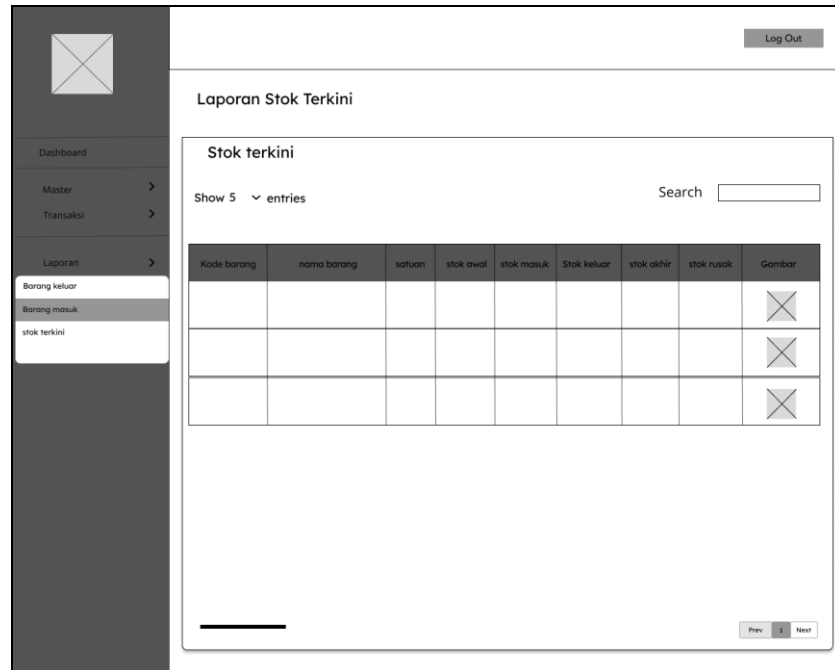 Log Out
Laporan Stok Terkini
Dashboard
Master
Transaksi
Laporan
Barang keluar
Barang masuk
stok terkini
Stok terkini
Show 5 entries
Search
Kode barang nama barang satuan stok awal stok masuk Stok keluar stok akhir stok rusak Gambar
Prev 1 Next